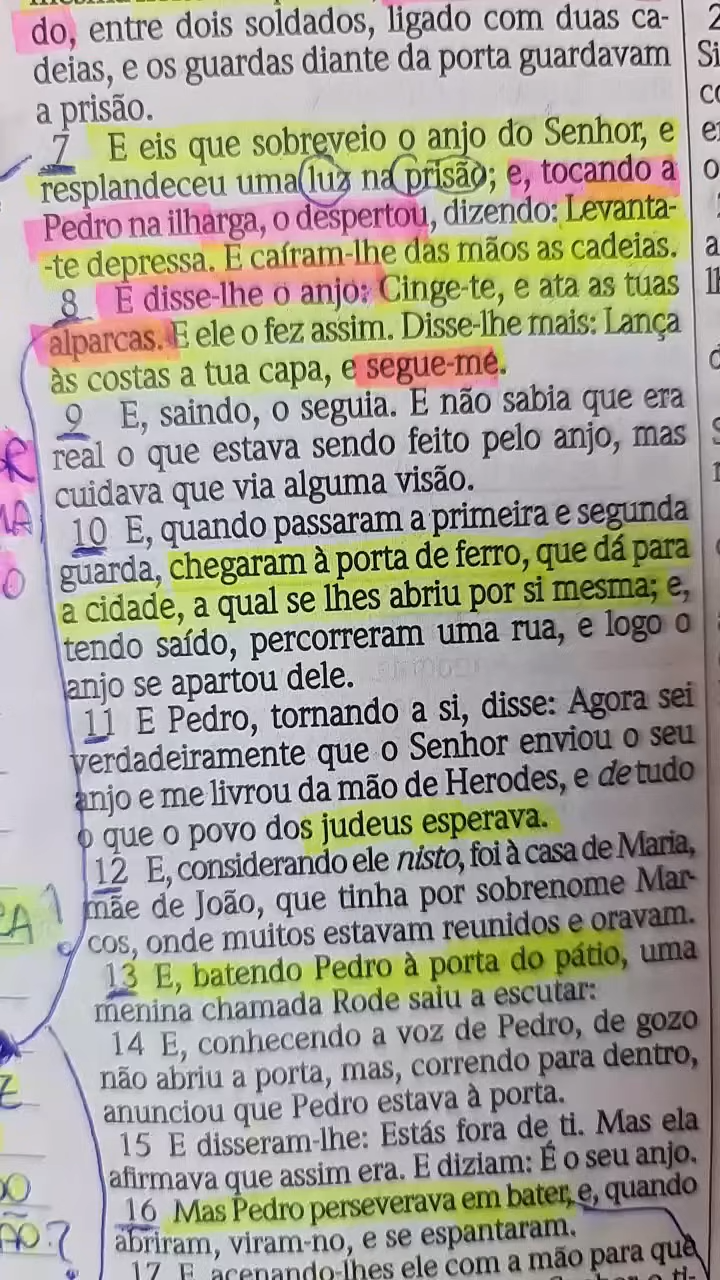 do, entre dois soldados, ligado com duas ca-
deias, e os guardas diante da porta guardavam
a prisão.
7 E eis que sobreveio o anjo do Senhor, e
resplandeceu uma luz na prisão; e, tocando a
Pedro na ilharga, o despertou, dizendo: Levanta-
-te depressa. E caíram-lhe das mãos as cadeias.
8 E disse-lhe o anjo: Cinge-te, e ata as tuas
alparcas. E ele o fez assim. Disse-lhe mais: Lança
às costas a tua capa, e segue-me.
9 E, saindo, o seguia. E não sabia que era
real o que estava sendo feito pelo anjo, mas
cuidava que via alguma visão.
10 E, quando passaram a primeira e segunda
guarda, chegaram à porta de ferro, que dá para
a cidade, a qual se lhes abriu por si mesma; e,
tendo saído, percorreram uma rua, e logo o
anjo se apartou dele.
11 E Pedro, tornando a si, disse: Agora sei
verdadeiramente que o Senhor enviou o seu
anjo e me livrou da mão de Herodes, e de tudo
o que o povo dos judeus esperava.
12 E, considerando ele nisto, foi à casa de Maria,
mãe de João, que tinha por sobrenome Mar-
cos, onde muitos estavam reunidos e oravam.
13 E, batendo Pedro à porta do pátio, uma
menina chamada Rode saiu a escutar:
14 E, conhecendo a voz de Pedro, de gozo
não abriu a porta, mas, correndo para dentro,
anunciou que Pedro estava à porta.
15 E disseram-lhe: Estás fora de ti. Mas ela
afirmava que assim era. E diziam: É o seu anjo.
16 Mas Pedro perseverava em bater, e, quando
abriram, viram-no, e se espantaram.
17 E, acenando-lhes ele com a mão para que